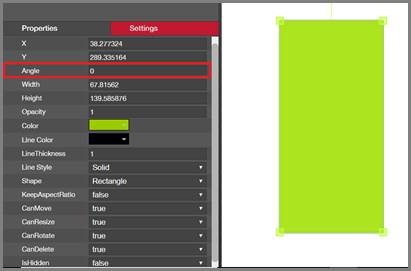 Properties Settings
X 38.277324
Y 289.335164
Angle 0
Width 67.81562
Height 139.585876
Opacity 1
Color
Line Color
LineThickness 1
Line Style Solid
Shape Rectangle
KeepAspectRatio false
CanMove true
CanResize true
CanRotate true
CanDelete true
IsHidden false